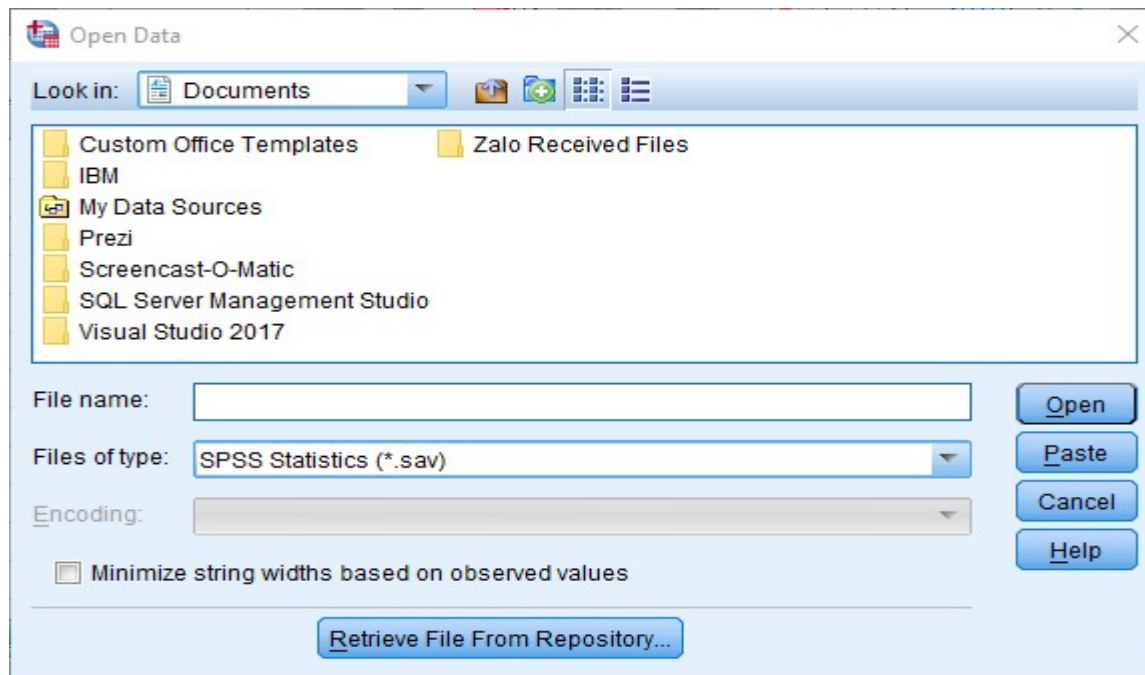 Open Data
Look in: Documents
Custom Office Templates
IBM
My Data Sources
Prezi
Screencast-O-Matic
SQL Server Management Studio
Visual Studio 2017
Zalo Received Files
File name:
Files of type: SPSS Statistics (*.sav)
Encoding:
Minimize string widths based on observed values
Open
Paste
Cancel
Help
Retrieve File From Repository...